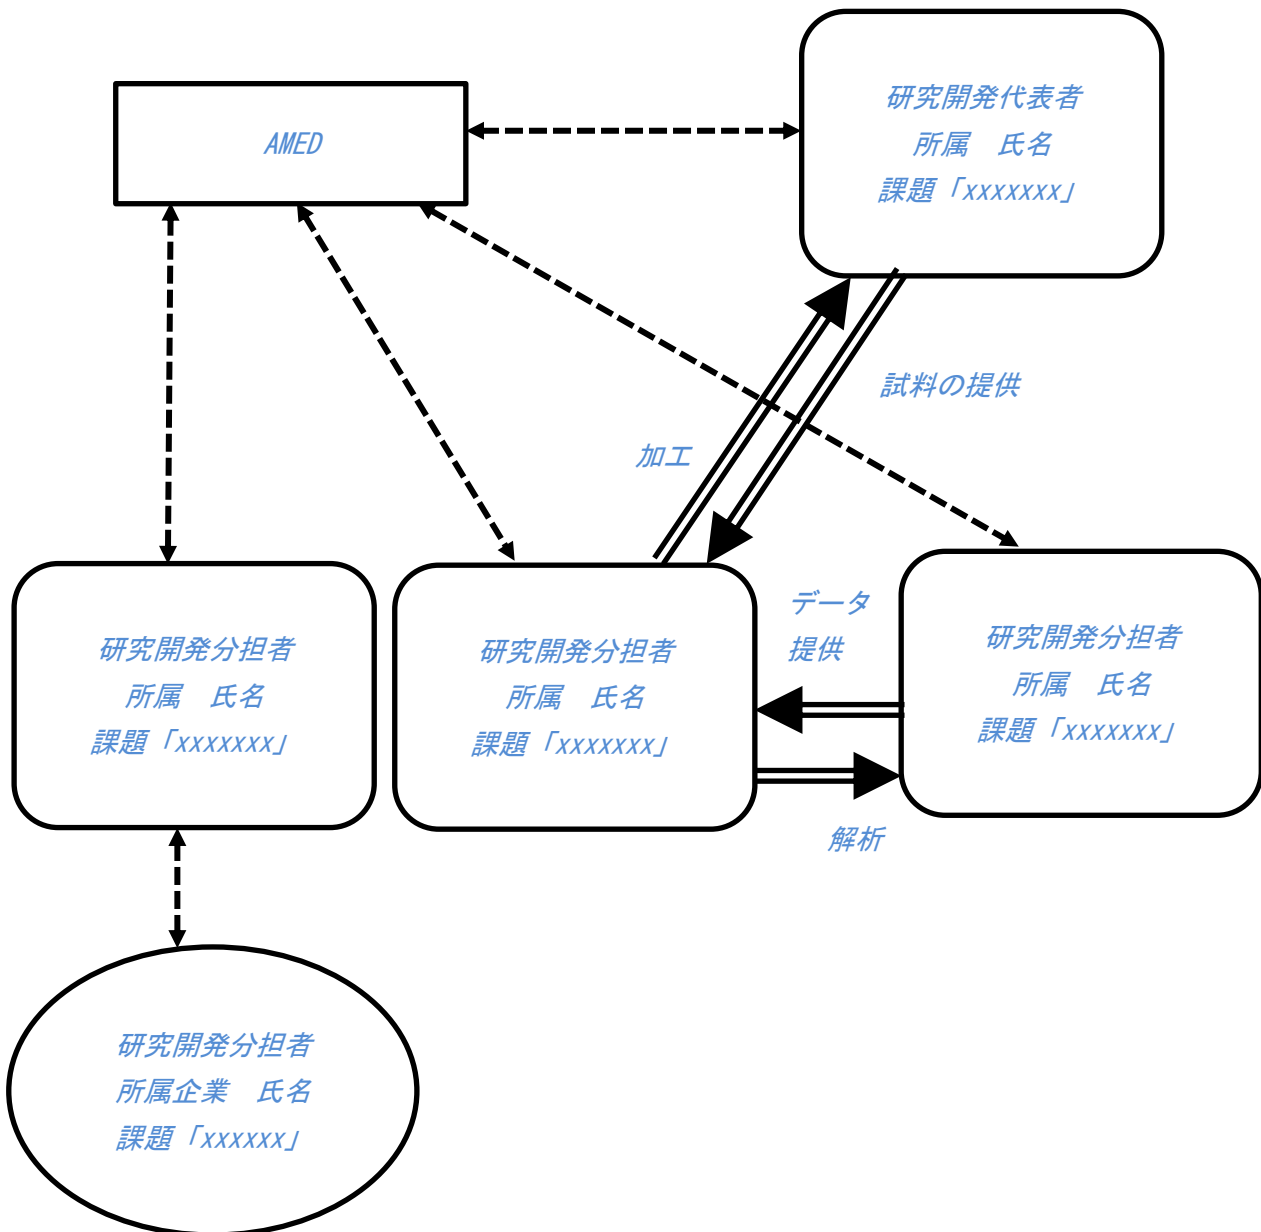 研究開発代表者
所属　氏名
課題「xxxxxxx」
AMED
試料の提供
加工
データ
提供
研究開発分担者
所属　氏名
課題「xxxxxxx」
研究開発分担者
所属　氏名
課題「xxxxxxx」
研究開発分担者
所属　氏名
課題「xxxxxxx」
解析
研究開発分担者
所属企業　氏名
課題「xxxxxx」